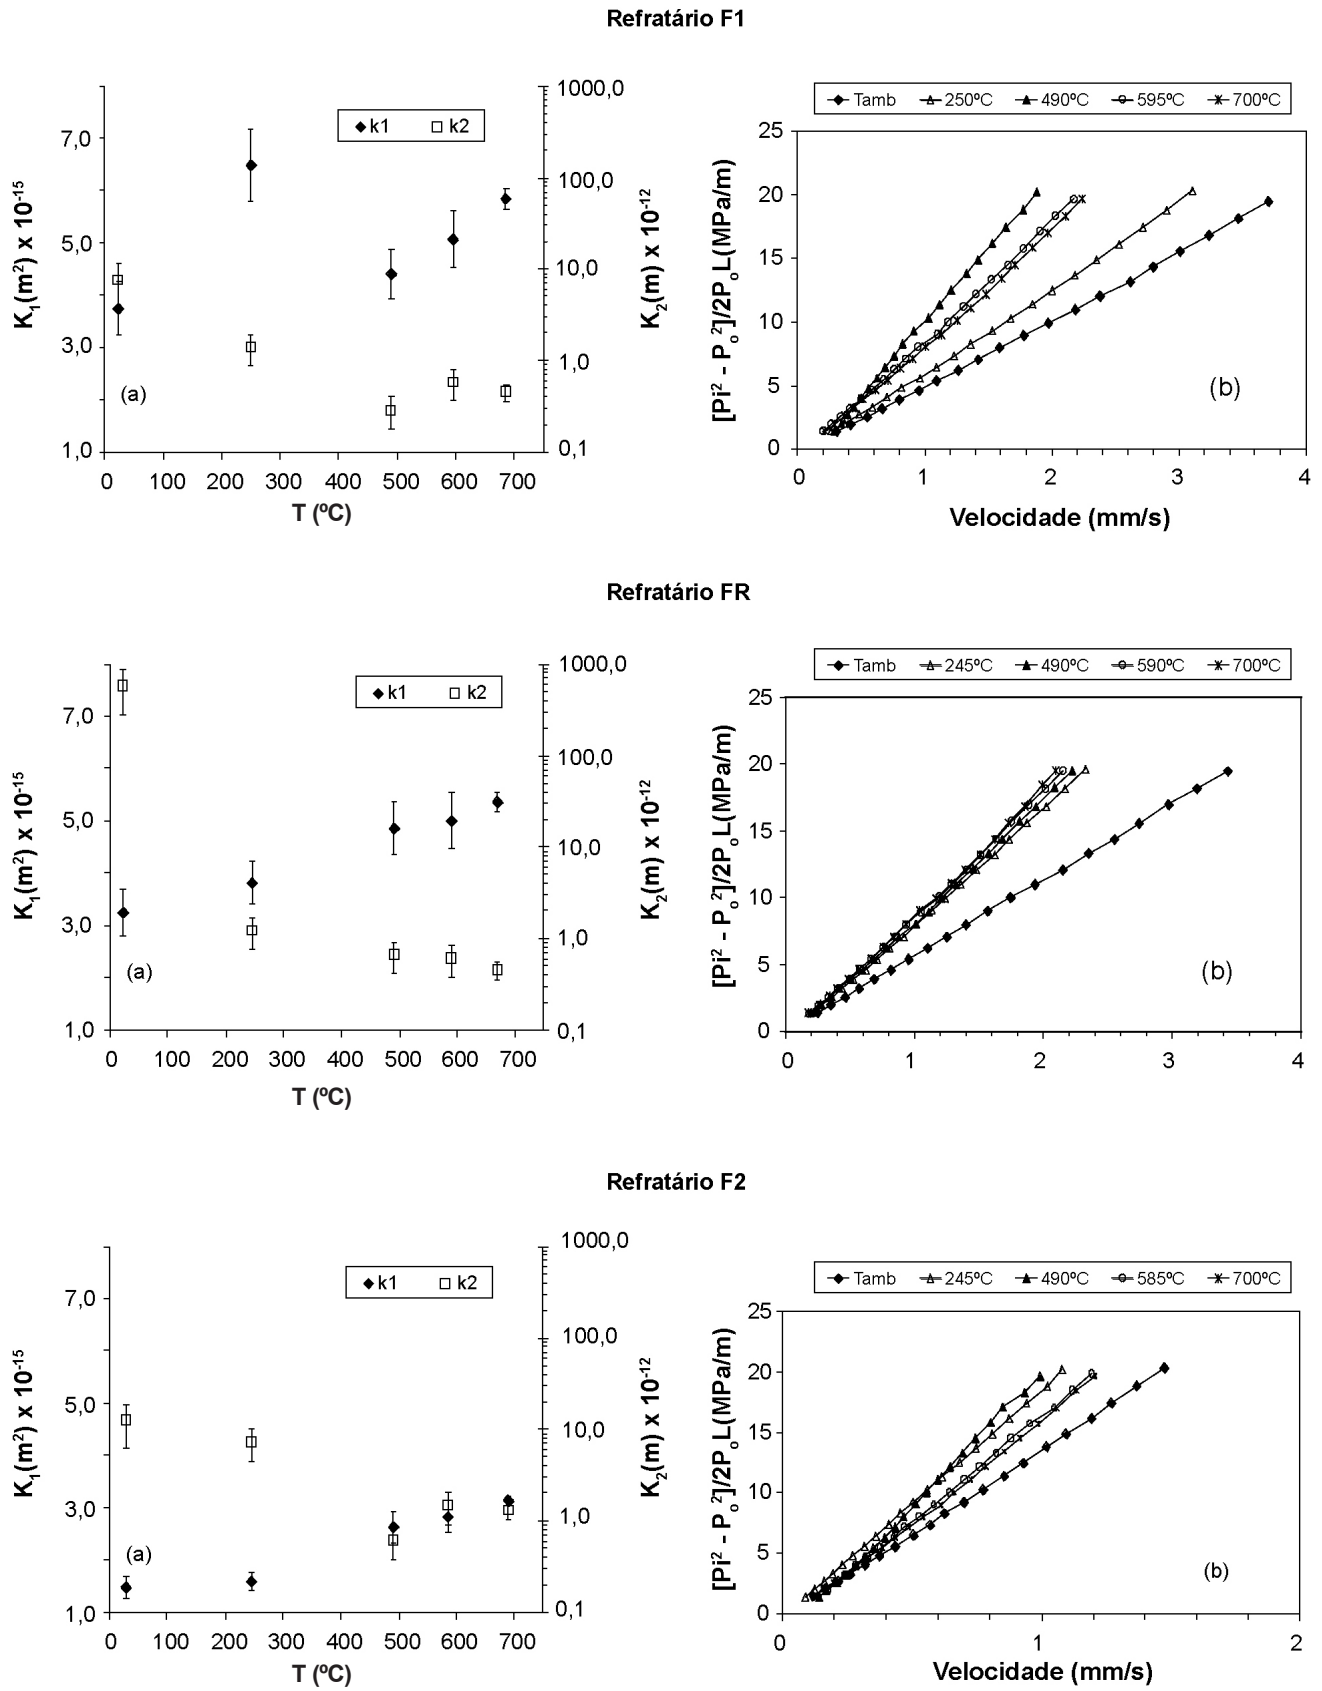 Refratário F1
K1(m²) x 10-15
7,0
5,0
3,0
1,0
k1 k2
(a)
0 100 200 300 400 500 600 700
T (ºC)
1000,0
100,0
10,0
1,0
0,1
K2(m) x 10-12
Tamb 250ºC 490ºC 595ºC 700ºC
[Pi² - Po²]/2PoL(MPa/m)
25
20
15
10
5
0
(b)
0 1 2 3 4
Velocidade (mm/s)
Refratário FR
K1(m²) x 10-15
7,0
5,0
3,0
1,0
k1 k2
(a)
0 100 200 300 400 500 600 700
T (ºC)
1000,0
100,0
10,0
1,0
0,1
K2(m) x 10-12
Tamb 245ºC 490ºC 590ºC 700ºC
[Pi² - Po²]/2PoL(MPa/m)
25
20
15
10
5
0
(b)
0 1 2 3 4
Refratário F2
K1(m²) x 10-15
7,0
5,0
3,0
1,0
k1 k2
(a)
0 100 200 300 400 500 600 700
T (ºC)
1000,0
100,0
10,0
1,0
0,1
K2(m) x 10-12
Tamb 245ºC 490ºC 585ºC 700ºC
[Pi² - Po²]/2PoL(MPa/m)
25
20
15
10
5
0
(b)
0 1 2
Velocidade (mm/s)